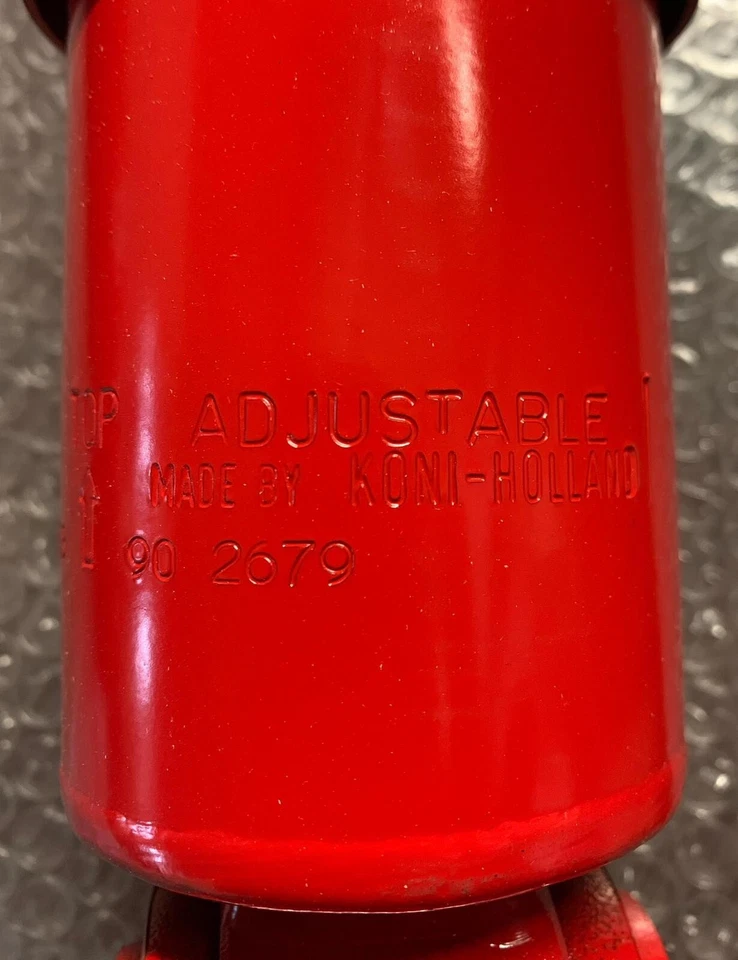 TOP ADJUSTABLE
MADE BY KONI-HOLLAND
90 2679